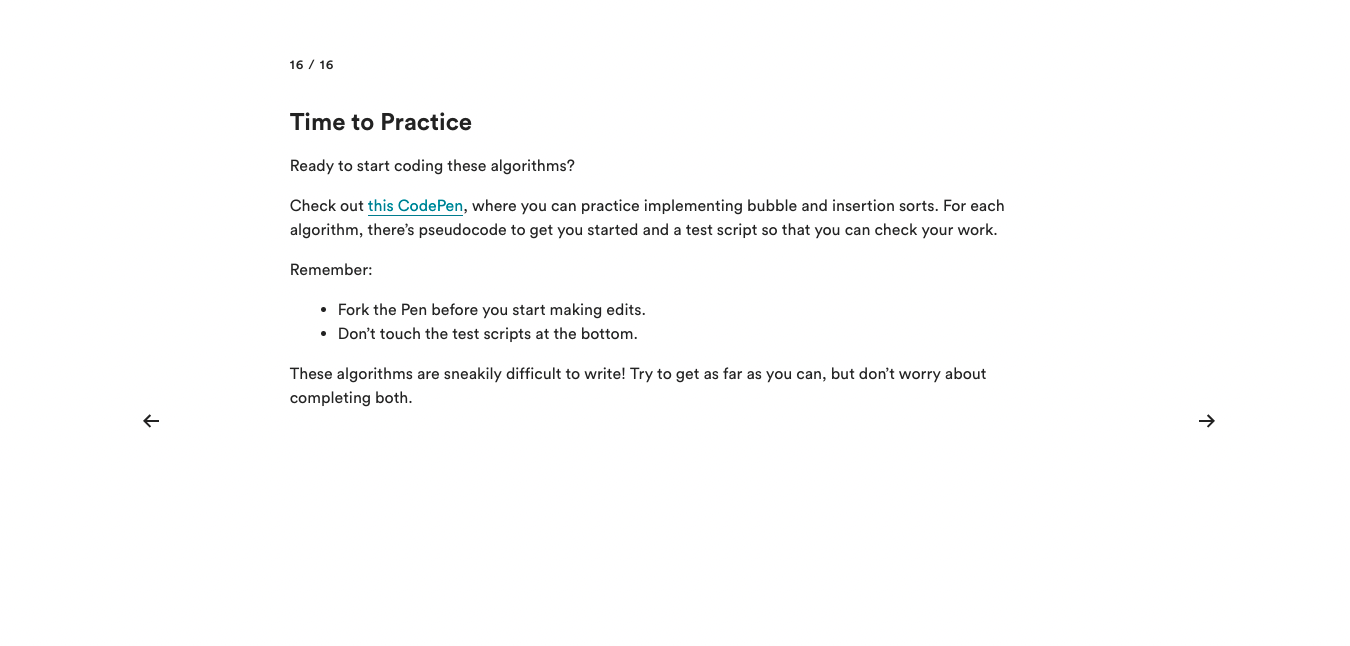 16 / 16
Time to Practice
Ready to start coding these algorithms?
Check out this CodePen, where you can practice implementing bubble and insertion sorts. For each
algorithm, there’s pseudocode to get you started and a test script so that you can check your work.
Remember:
• Fork the Pen before you start making edits.
• Don’t touch the test scripts at the bottom.
These algorithms are sneakily difficult to write! Try to get as far as you can, but don’t worry about
completing both.